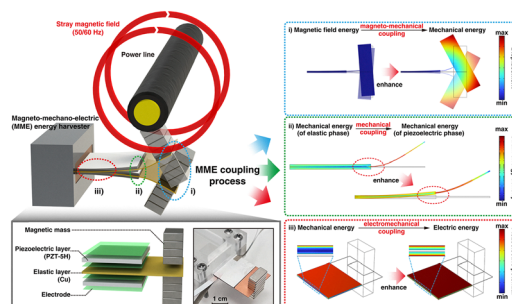 Stray magnetic field
(50/60 Hz)
Power line
Magneto-mechano-electric
(MME) energy harvester
iii)
ii)
i)
MME coupling
process
Magnetic mass
Piezoelectric layer
(PZT-5H)
Elastic layer
(Cu)
Electrode
1 cm
i) Magnetic field energy
magneto-mechanical
coupling
Mechanical energy
enhance
max
min
ii) Mechanical energy
(of elastic phase)
mechanical
coupling
Mechanical energy
(of piezoelectric phase)
enhance
max
min
iii) Mechanical energy
electromechanical
coupling
Electric energy
enhance
max
min